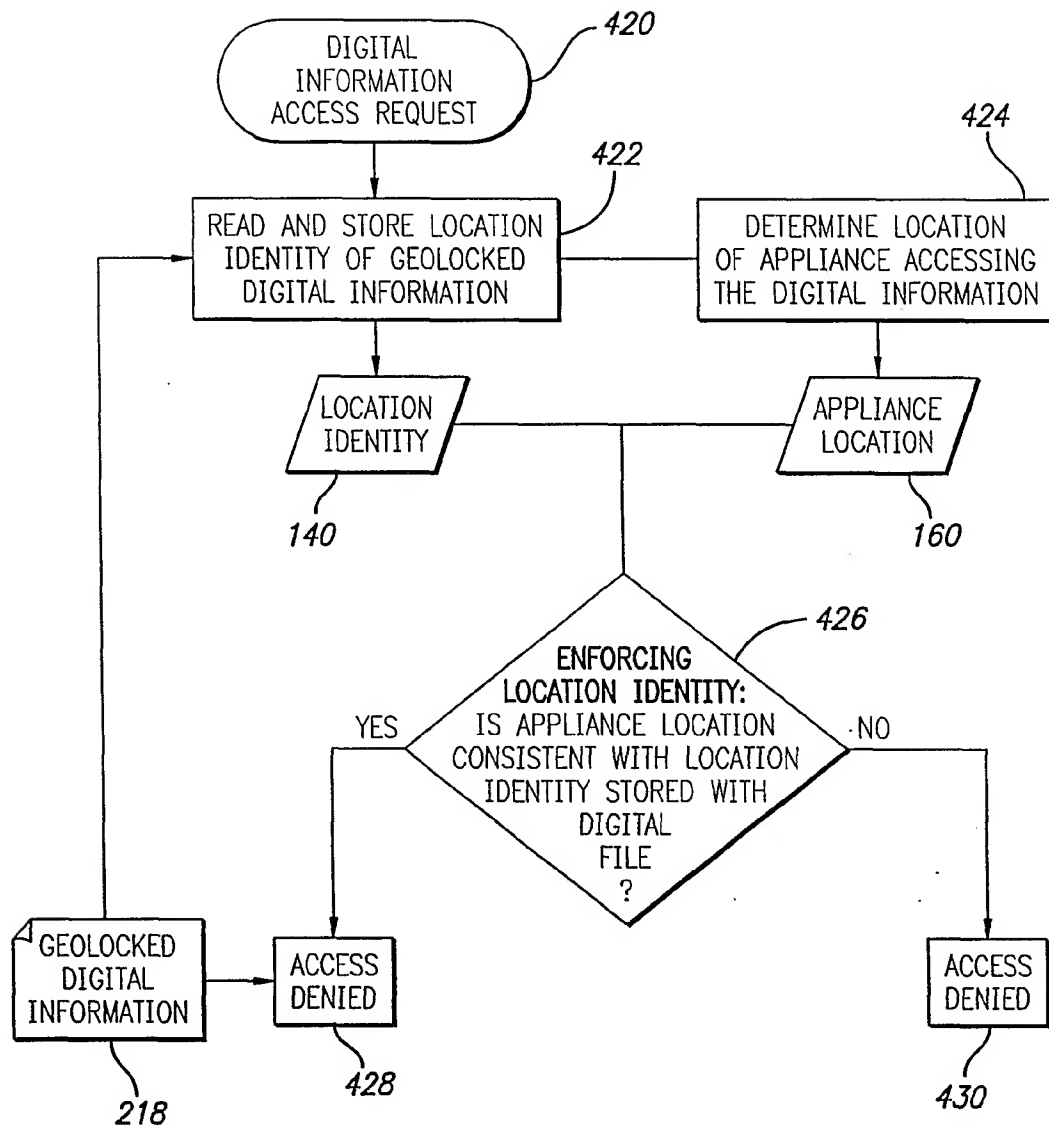 420
DIGITAL
INFORMATION
ACCESS REQUEST
422
424
READ AND STORE LOCATION
IDENTITY OF GEOLOCKED
DIGITAL INFORMATION
DETERMINE LOCATION
OF APPLIANCE ACCESSING
THE DIGITAL INFORMATION
LOCATION
IDENTITY
APPLIANCE
LOCATION
140
160
426
ENFORCING
LOCATION IDENTITY:
IS APPLIANCE LOCATION
CONSISTENT WITH LOCATION
IDENTITY STORED WITH
DIGITAL
FILE
?
YES
NO
GEOLOCKED
DIGITAL
INFORMATION
ACCESS
DENIED
ACCESS
DENIED
218
428
430